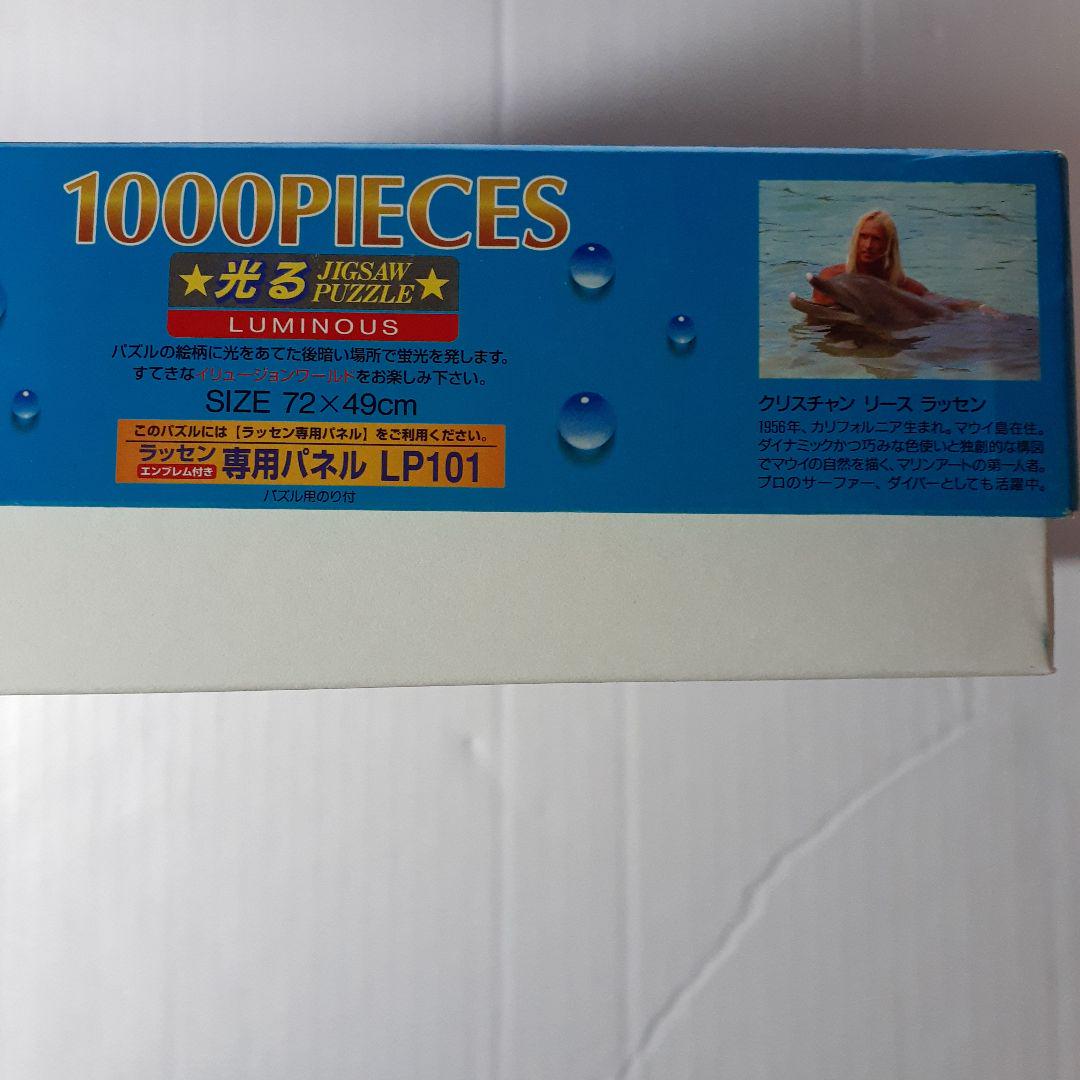 1000PIECES
★光る JIGSAW PUZZLE★
LUMINOUS
パズルの絵柄に光をあてた後暗い場所で蛍光を発します。
すてきなイリュージョンワールドをお楽しみ下さい。
SIZE 72×49cm
このパズルには【ラッセン専用パネル】をご利用ください。
ラッセン
エンブレム付き
専用パネル LP101
パズル用のり付
クリスチャン リース ラッセン
1956年、カリフォルニア生まれ。マウイ島在住。
ダイナミックかつ巧みな色使いと独創的な構図
でマウイの自然を描く、マリンアートの第一人者。
プロのサーファー、ダイバーとしても活躍中。